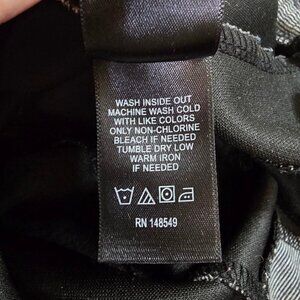 WASH INSIDE OUT
MACHINE WASH COLD
WITH LIKE COLORS
ONLY NON-CHLORINE
BLEACH IF NEEDED
TUMBLE DRY LOW
WARM IRON
IF NEEDED
RN 148549